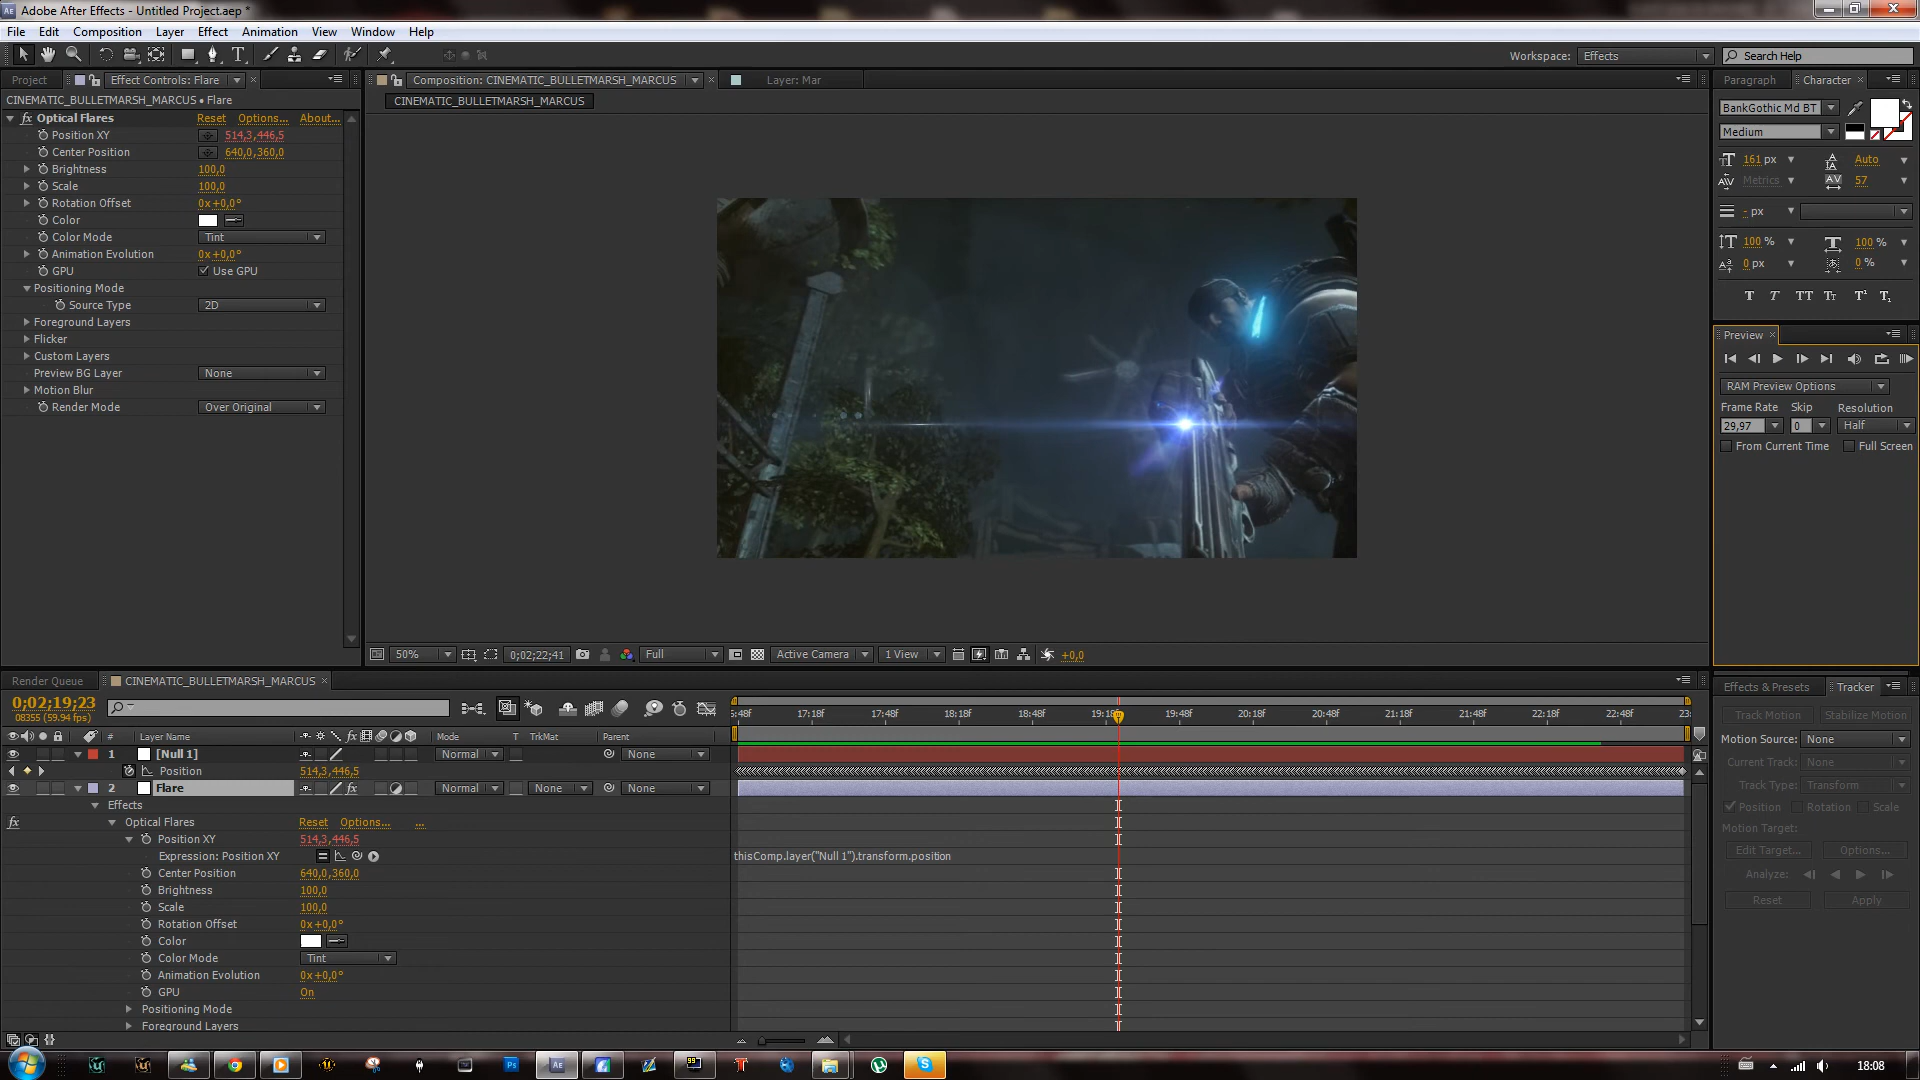 Adobe After Effects - Untitled Project.aep *
File Edit Composition Layer Effect Animation View Window Help
Workspace: Effects Search Help
Project Effect Controls: Flare Composition: CINEMATIC_BULLETMARSH_MARCUS Layer: Mar Paragraph Character
CINEMATIC_BULLETMARSH_MARCUS • Flare
CINEMATIC_BULLETMARSH_MARCUS
Optical Flares Reset Options... About...
Position XY 514,3,446,5
Center Position 640,0,360,0
Brightness 100,0
Scale 100,0
Rotation Offset 0x+0,0°
Color
Color Mode Tint
Animation Evolution 0x+0,0°
GPU Use GPU
Positioning Mode
Source Type 2D
Foreground Layers
Flicker
Custom Layers
Preview BG Layer None
Motion Blur
Render Mode Over Original
BankGothic Md BT
Medium
161 px Auto
Metrics 57
- px
100 % 100 %
0 px 0 %
T T TT Tr T¹ T₁
Preview
RAM Preview Options
Frame Rate Skip Resolution
29,97 0 Half
From Current Time Full Screen
50% 0;02;22;41 Full Active Camera 1 View +0,0
Render Queue CINEMATIC_BULLETMARSH_MARCUS
0;02;19;23
08355 (59.94 fps)
:48f 17:18f 17:48f 18:18f 18:48f 19:18f 19:48f 20:18f 20:48f 21:18f 21:48f 22:18f 22:48f 23:
# Layer Name Mode T TrkMat Parent
1 [Null 1] Normal None
Position 514,3,446,5
2 Flare Normal None None
Effects
fx Optical Flares Reset Options... ...
Position XY 514,3,446,5
Expression: Position XY thisComp.layer("Null 1").transform.position
Center Position 640,0,360,0
Brightness 100,0
Scale 100,0
Rotation Offset 0x+0,0°
Color
Color Mode Tint
Animation Evolution 0x+0,0°
GPU On
Positioning Mode
Foreground Layers
Effects & Presets Tracker
Track Motion Stabilize Motion
Motion Source: None
Current Track: None
Track Type: Transform
Position Rotation Scale
Motion Target:
Edit Target... Options...
Analyze:
Reset Apply
Ps Ae 99 18:08